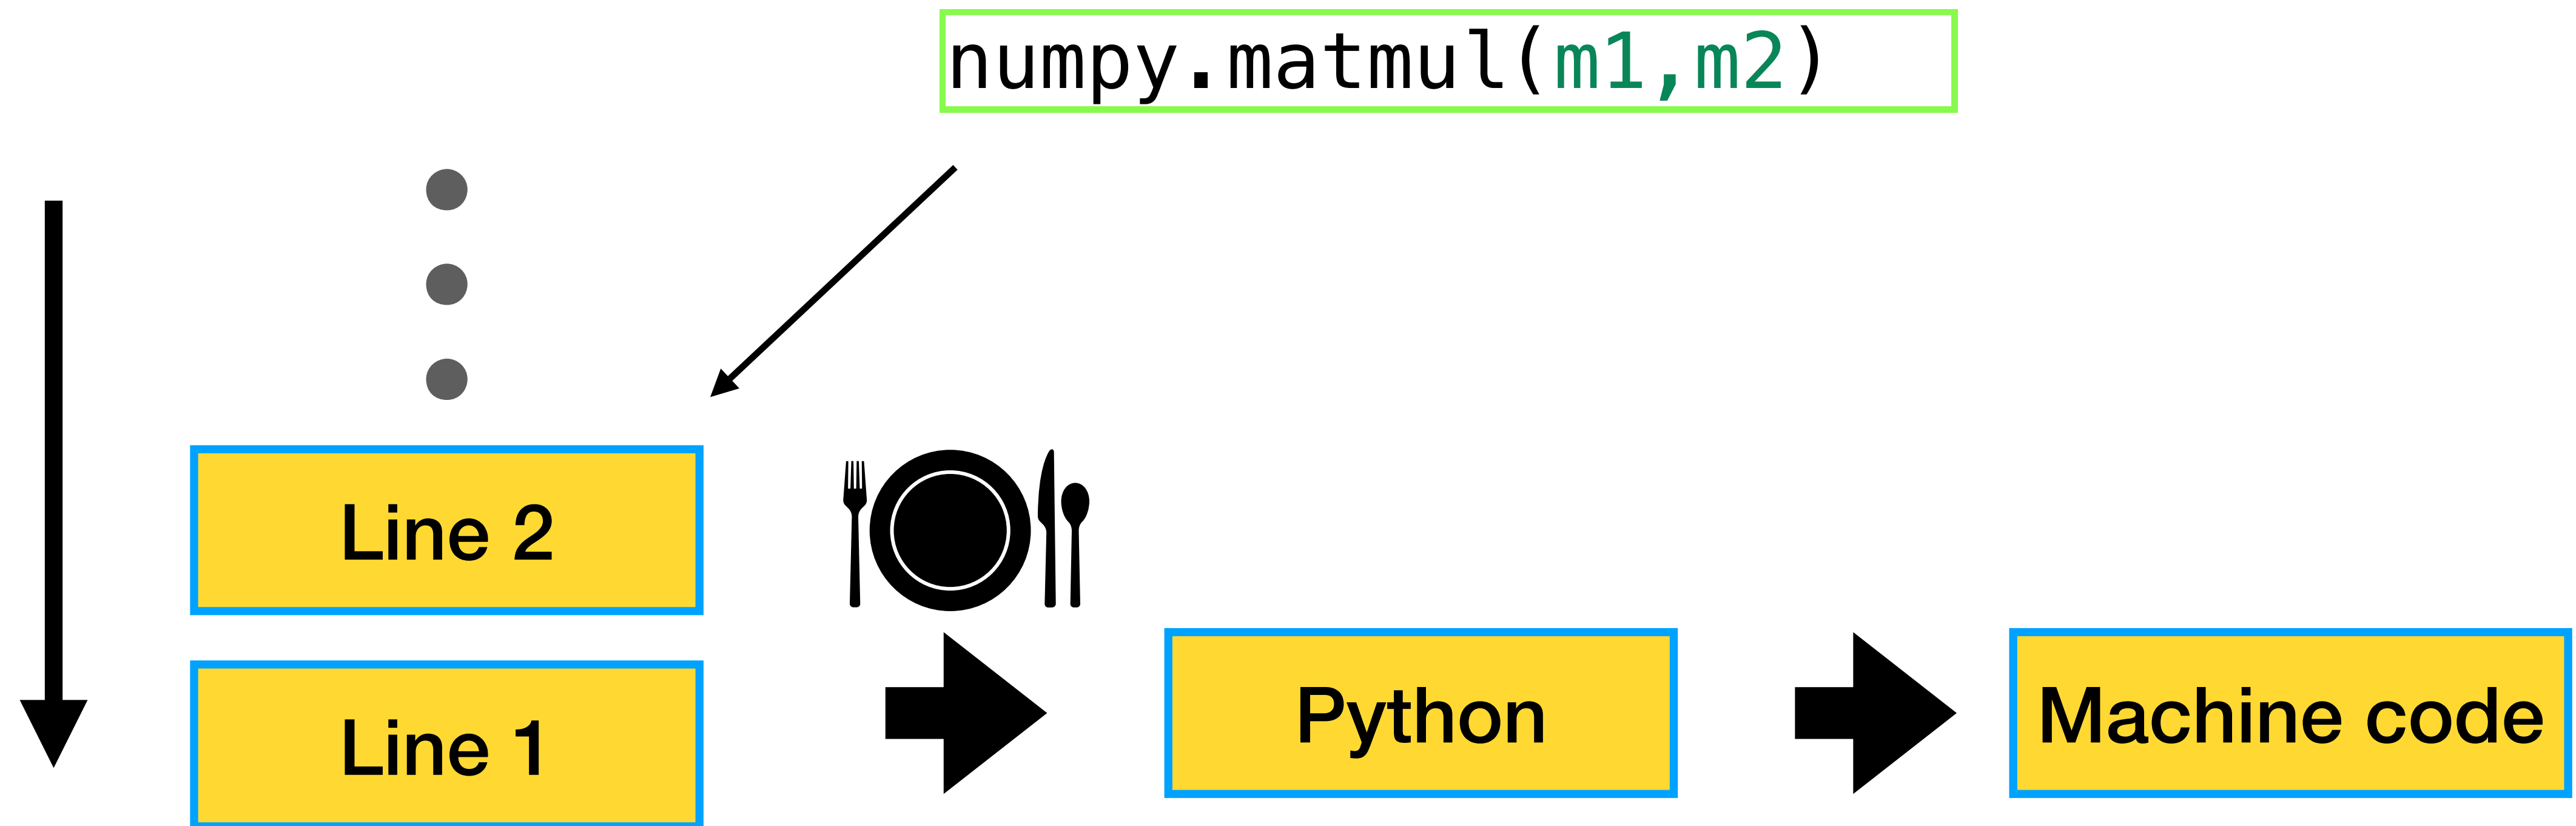 numpy.matmul(m1,m2)
Line 2
Line 1
Python
Machine code